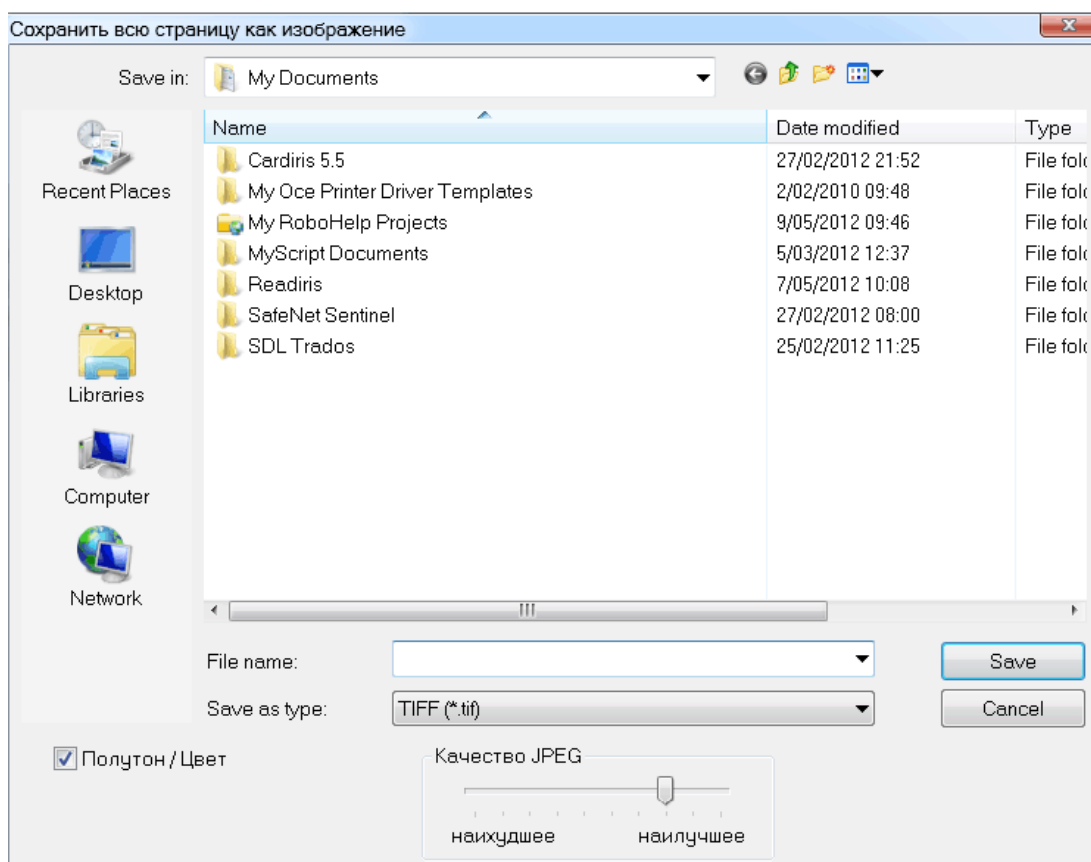 Сохранить всю страницу как изображение
Save in: My Documents
Name Date modified Type
Cardiris 5.5 27/02/2012 21:52 File fol
My Oce Printer Driver Templates 2/02/2010 09:48 File fol
My RoboHelp Projects 9/05/2012 09:46 File fol
MyScript Documents 5/03/2012 12:37 File fol
Readiris 7/05/2012 10:08 File fol
SafeNet Sentinel 27/02/2012 08:00 File fol
SDL Trados 25/02/2012 11:25 File fol
Recent Places
Desktop
Libraries
Computer
Network
File name: Save
Save as type: TIFF (*.tif) Cancel
Полутон / Цвет
Качество JPEG
наихудшее наилучшее